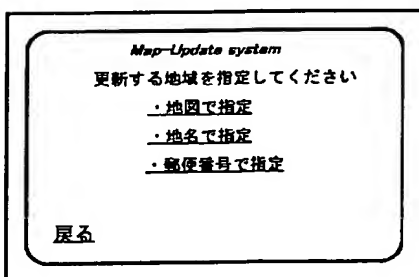 Map-Update system
更新する地域を指定してください
・地図で指定
・地名で指定
・郵便番号で指定
戻る